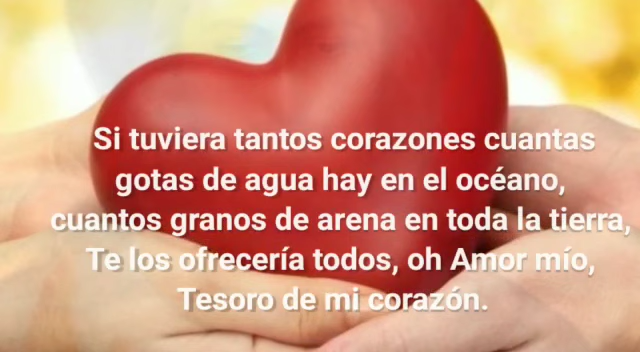 Si tuviera tantos corazones cuantas
gotas de agua hay en el océano,
cuantos granos de arena en toda la tierra,
Te los ofrecería todos, oh Amor mío,
Tesoro de mi corazón.